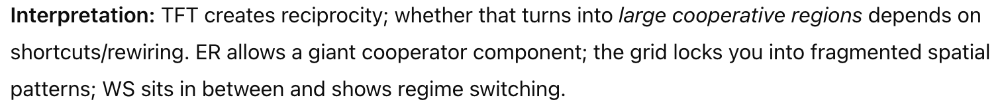 Interpretation: TFT creates reciprocity; whether that turns into large cooperative regions depends on
shortcuts/rewiring. ER allows a giant cooperator component; the grid locks you into fragmented spatial
patterns; WS sits in between and shows regime switching.